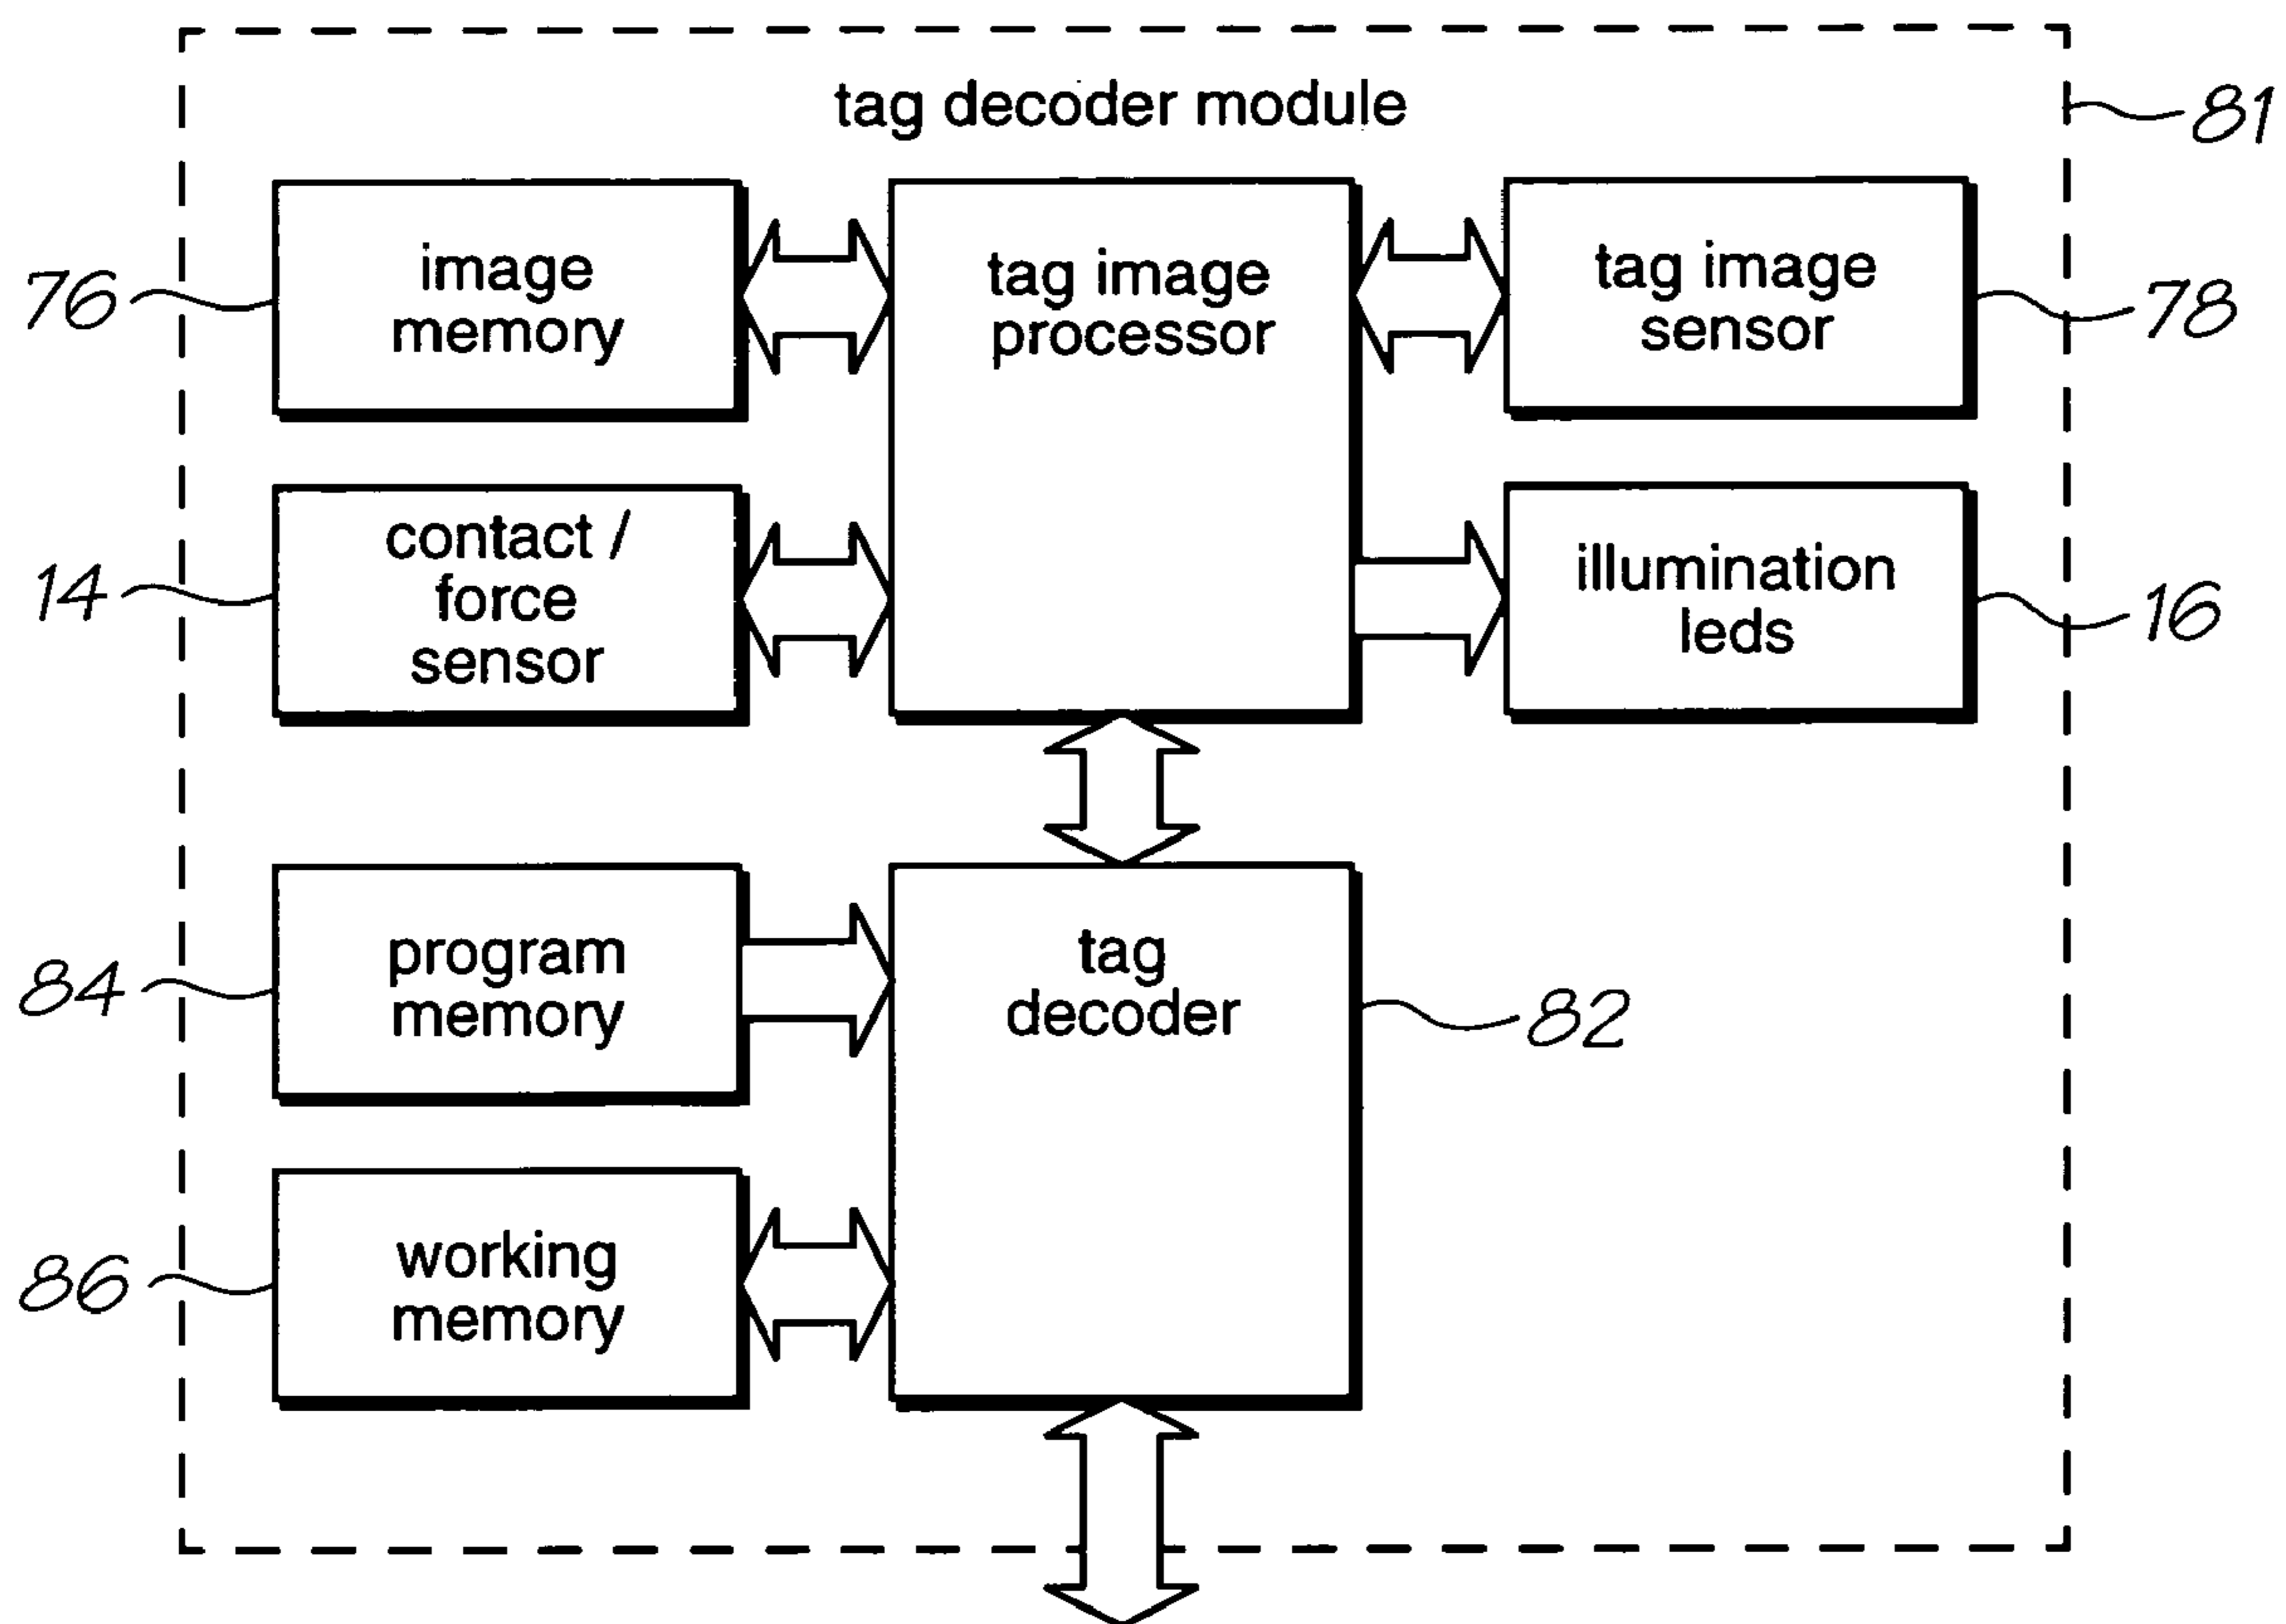 tag decoder module
81
76
image
memory
tag image
processor
tag image
sensor
78
14
contact /
force
sensor
illumination
leds
16
84
program
memory
tag
decoder
82
86
working
memory